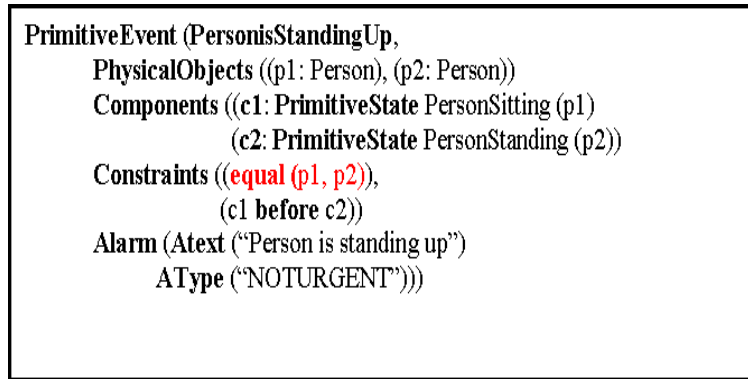 PrimitiveEvent (PersonisStandingUp,
PhysicalObjects ((p1: Person), (p2: Person))
Components ((c1: PrimitiveState PersonSitting (p1)
(c2: PrimitiveState PersonStanding (p2))
Constraints ((equal (p1, p2)),
(c1 before c2))
Alarm (Atext (“Person is standing up”)
AType (“NOTURGENT”)))